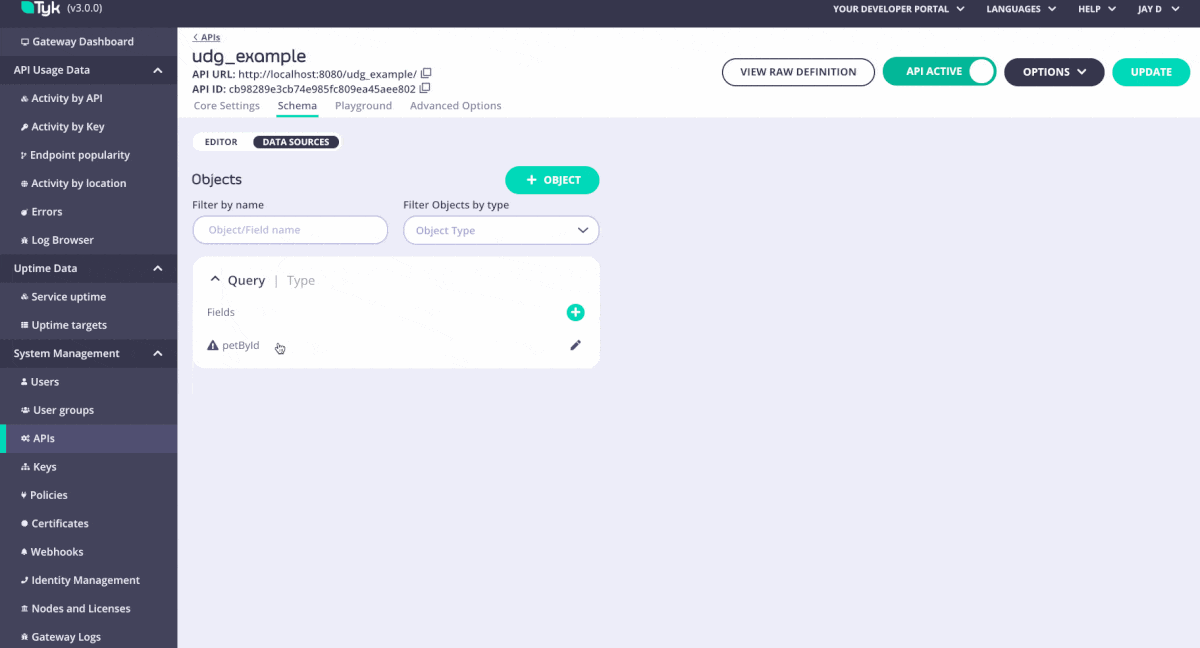 Tyk (v3.0.0)
YOUR DEVELOPER PORTAL
LANGUAGES
HELP
JAY D
Gateway Dashboard
API Usage Data
Activity by API
Activity by Key
Endpoint popularity
Activity by location
Errors
Log Browser
Uptime Data
Service uptime
Uptime targets
System Management
Users
User groups
APIs
Keys
Policies
Certificates
Webhooks
Identity Management
Nodes and Licenses
Gateway Logs
< APIs
udg_example
API URL: http://localhost:8080/udg_example/
API ID: cb98289e3cb74e985fc809ea45aee802
VIEW RAW DEFINITION
API ACTIVE
OPTIONS
UPDATE
Core Settings
Schema
Playground
Advanced Options
EDITOR
DATA SOURCES
Objects
+ OBJECT
Filter by name
Filter Objects by type
Object/Field name
Object Type
Query | Type
Fields
petById